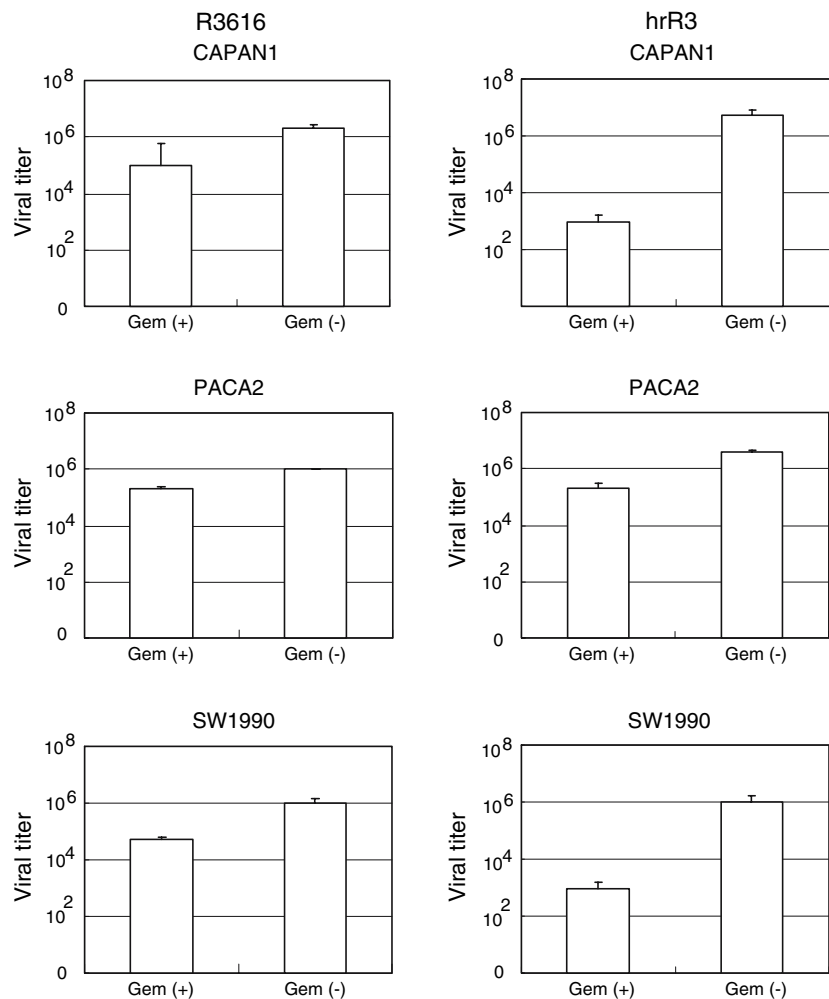 R3616
CAPAN1
Viral titer
10^8
10^6
10^4
10^2
0
Gem (+)
Gem (-)
hrR3
CAPAN1
Viral titer
10^8
10^6
10^4
10^2
0
Gem (+)
Gem (-)
PACA2
Viral titer
10^8
10^6
10^4
10^2
0
Gem (+)
Gem (-)
PACA2
Viral titer
10^8
10^6
10^4
10^2
0
Gem (+)
Gem (-)
SW1990
Viral titer
10^8
10^6
10^4
10^2
0
Gem (+)
Gem (-)
SW1990
Viral titer
10^8
10^6
10^4
10^2
0
Gem (+)
Gem (-)